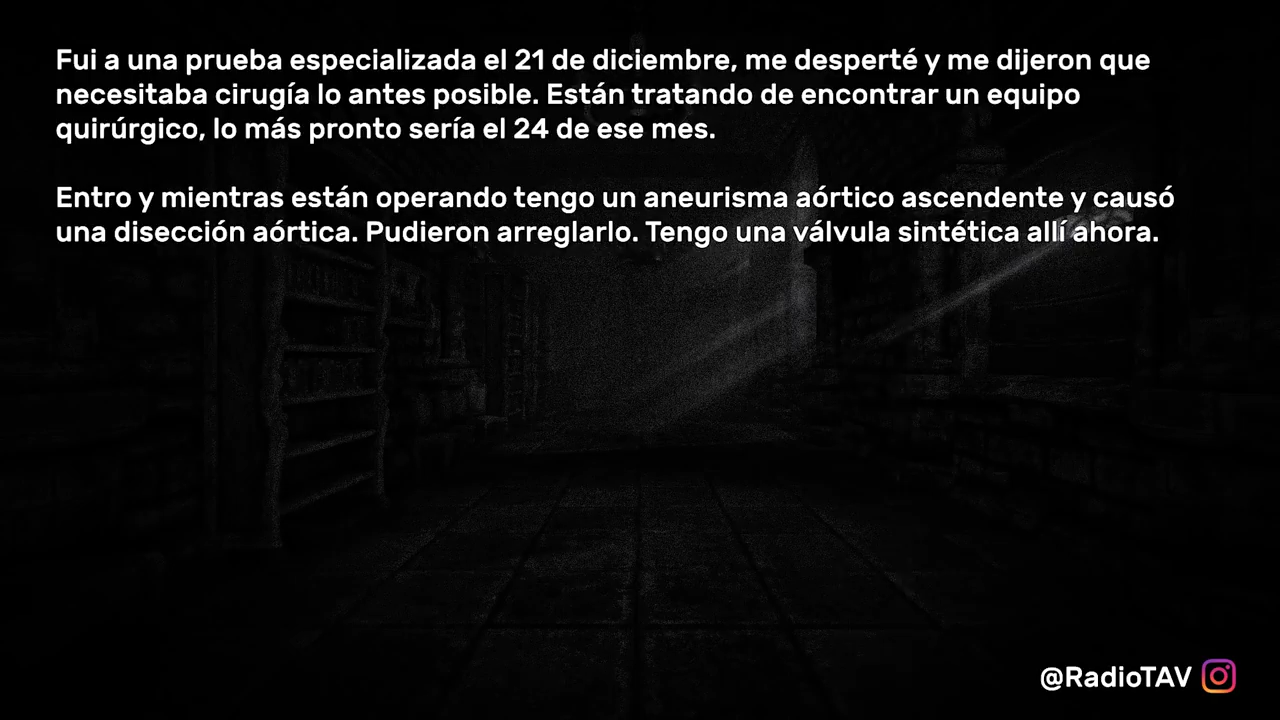 Fui a una prueba especializada el 21 de diciembre, me desperté y me dijeron que
necesitaba cirugía lo antes posible. Están tratando de encontrar un equipo
quirúrgico, lo más pronto sería el 24 de ese mes.
Entro y mientras están operando tengo un aneurisma aórtico ascendente y causó
una disección aórtica. Pudieron arreglarlo. Tengo una válvula sintética allí ahora.
@RadioTAV